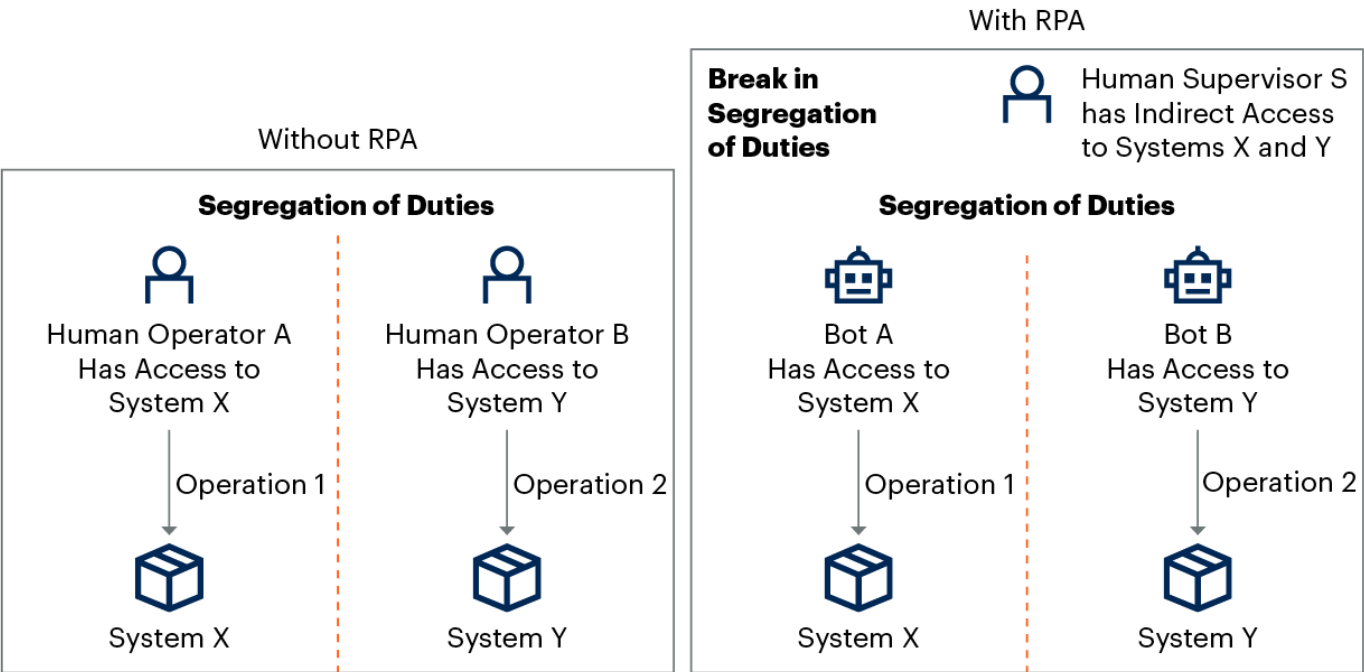 Without RPA
Segregation of Duties
Human Operator A
Has Access to
System X
Operation 1
System X
Human Operator B
Has Access to
System Y
Operation 2
System Y
With RPA
Break in
Segregation
of Duties
Human Supervisor S
has Indirect Access
to Systems X and Y
Segregation of Duties
Bot A
Has Access to
System X
Operation 1
System X
Bot B
Has Access to
System Y
Operation 2
System Y